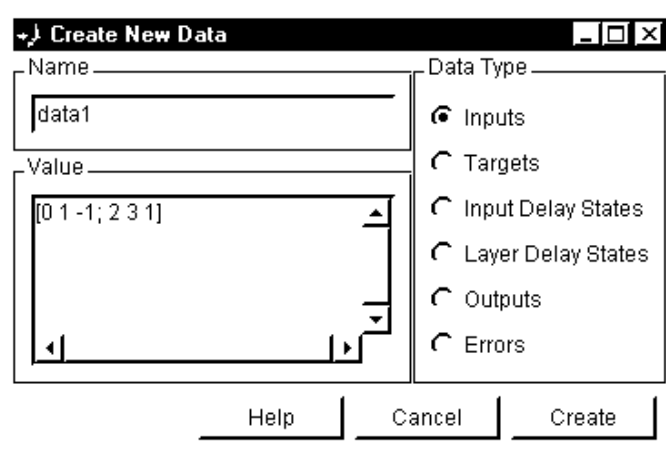 Create New Data
Name
data1
Value
[0 1 -1; 2 3 1]
Data Type
Inputs
Targets
Input Delay States
Layer Delay States
Outputs
Errors
Help
Cancel
Create